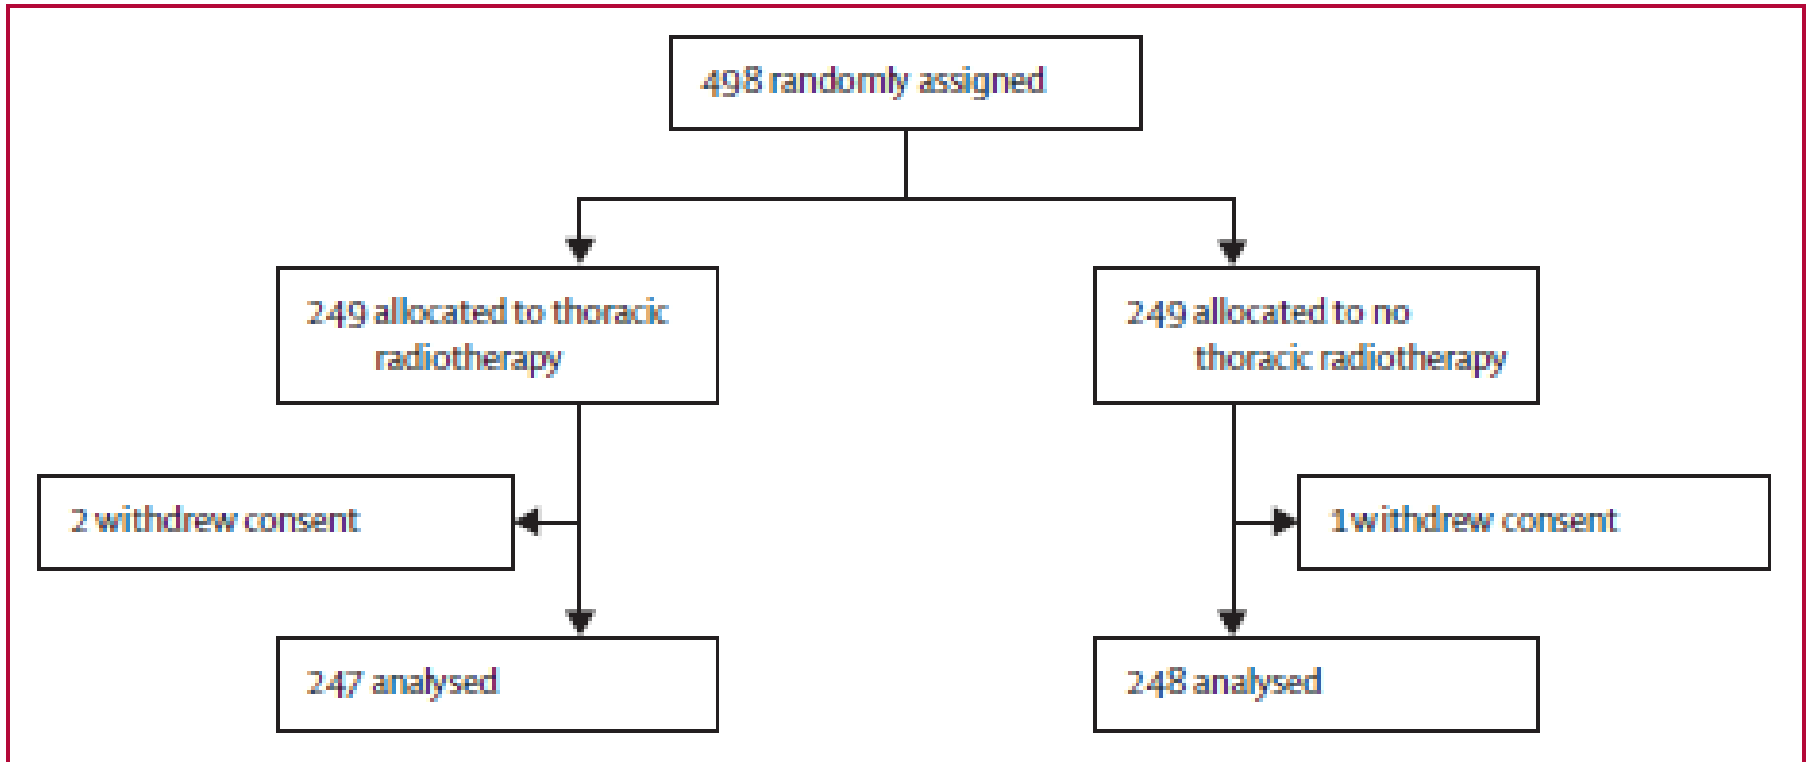 498 randomly assigned
249 allocated to thoracic
radiotherapy
249 allocated to no
thoracic radiotherapy
2 withdrew consent
1 withdrew consent
247 analysed
248 analysed